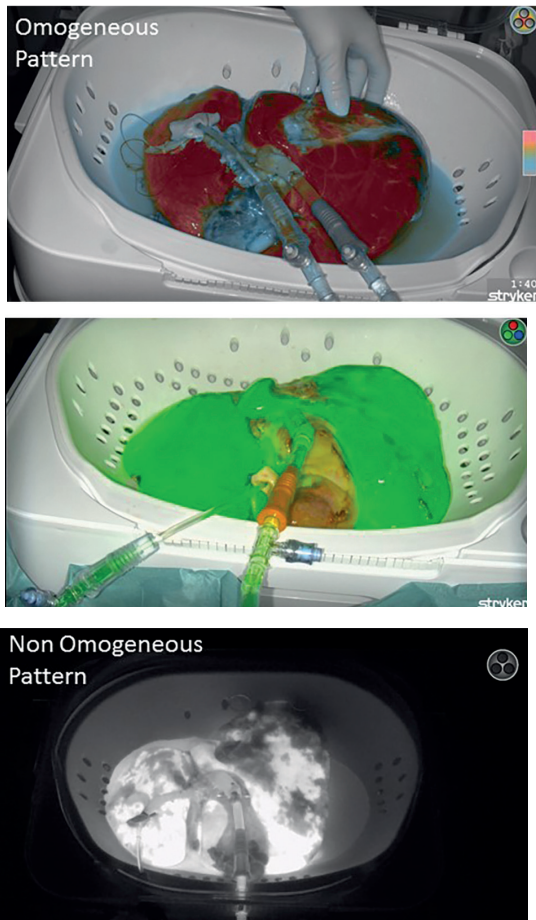 Omogeneous
Pattern
1:40
stryker
stryker
Non Omogeneous
Pattern